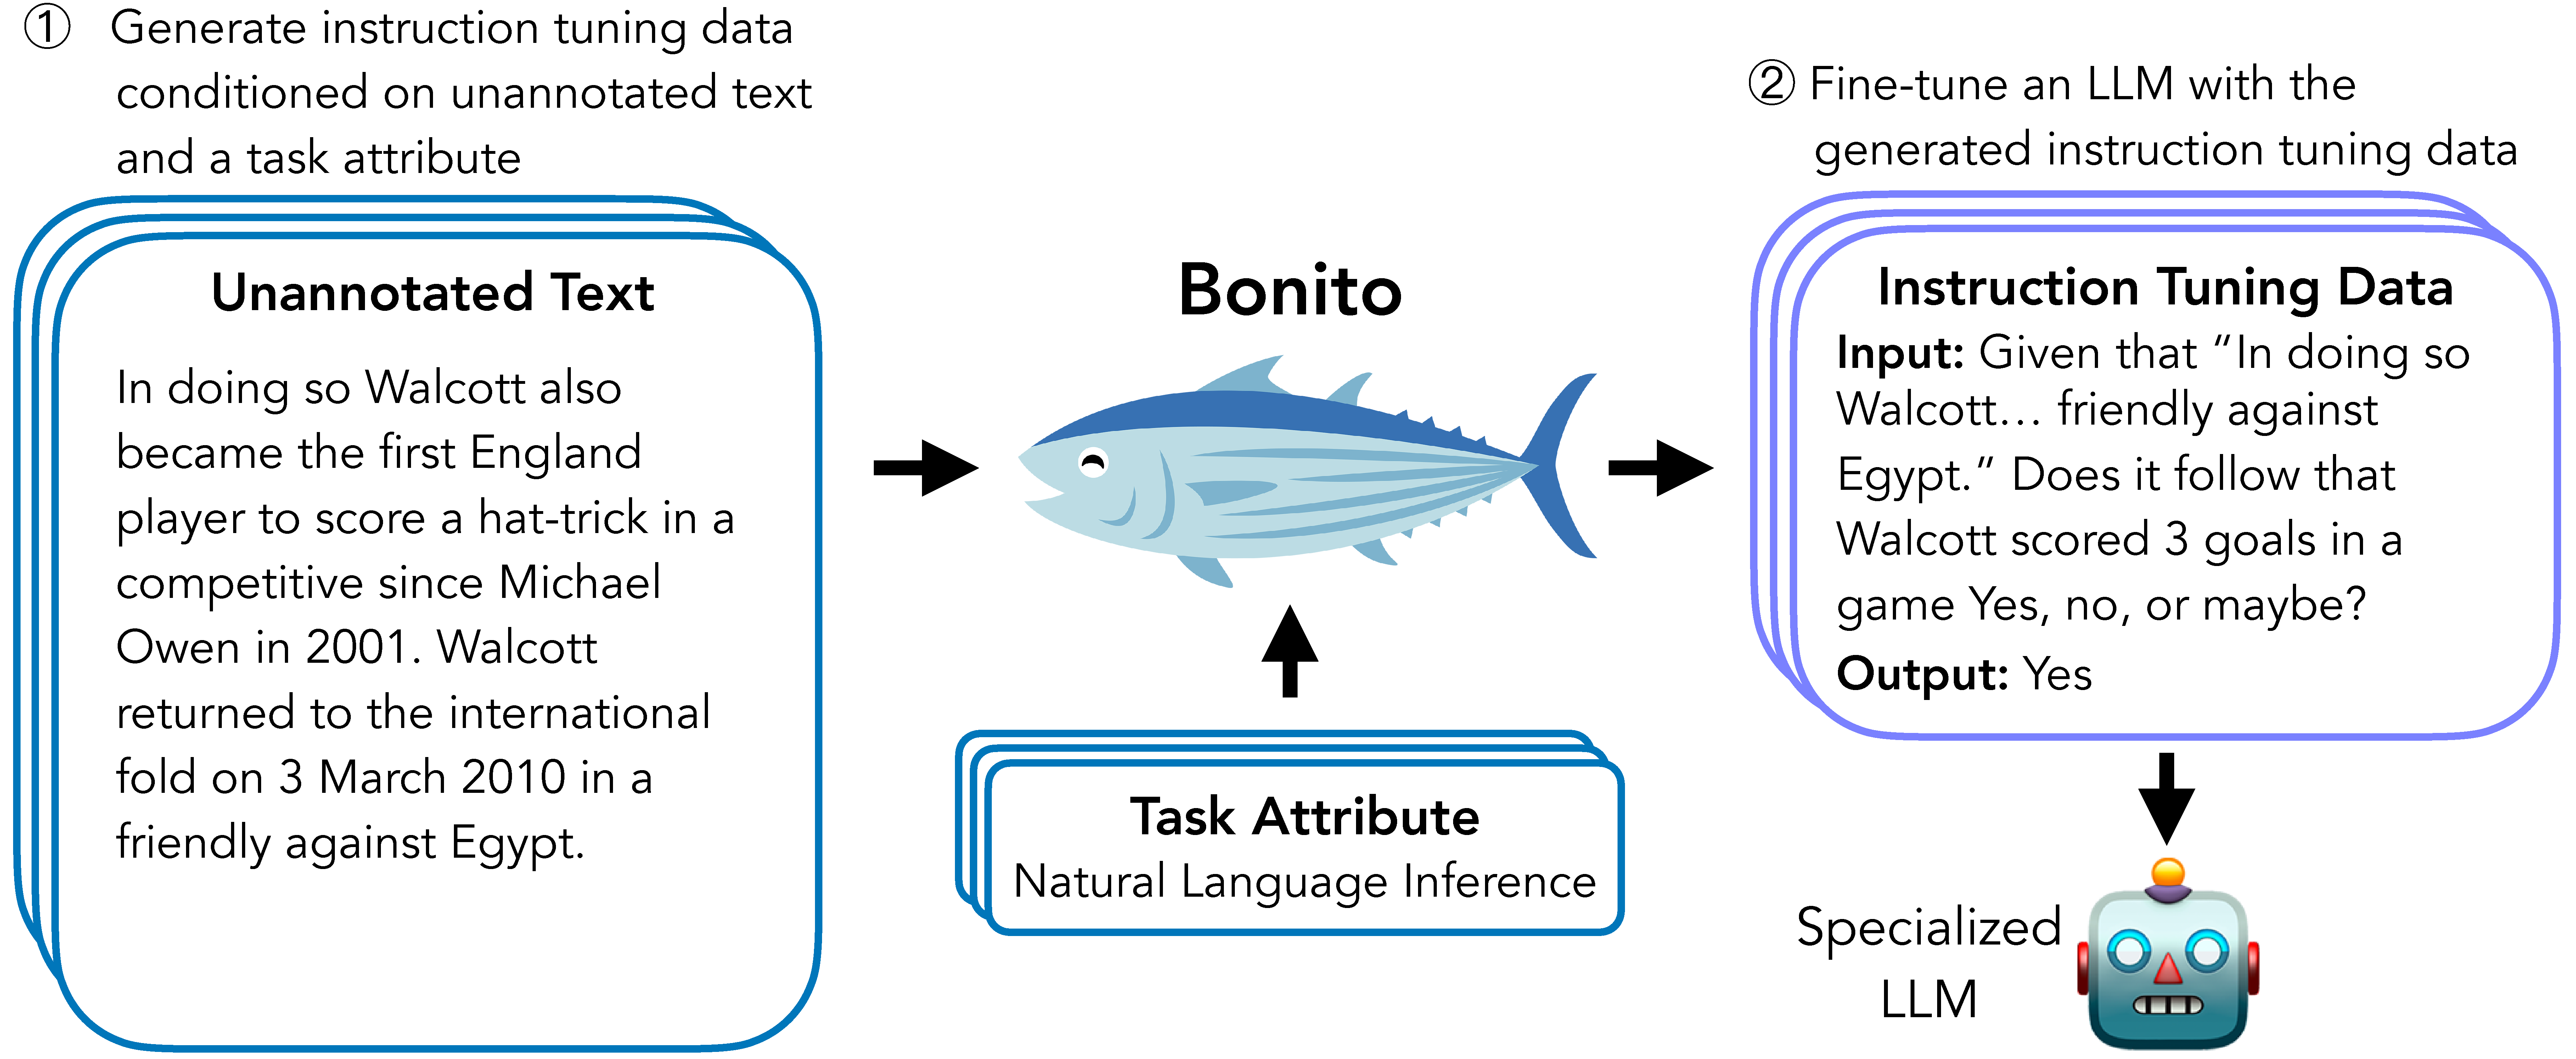 ① Generate instruction tuning data
conditioned on unannotated text
and a task attribute
Unannotated Text
In doing so Walcott also
became the first England
player to score a hat-trick in a
competitive since Michael
Owen in 2001. Walcott
returned to the international
fold on 3 March 2010 in a
friendly against Egypt.
Bonito
Task Attribute
Natural Language Inference
② Fine-tune an LLM with the
generated instruction tuning data
Instruction Tuning Data
Input: Given that “In doing so
Walcott... friendly against
Egypt.” Does it follow that
Walcott scored 3 goals in a
game Yes, no, or maybe?
Output: Yes
Specialized
LLM